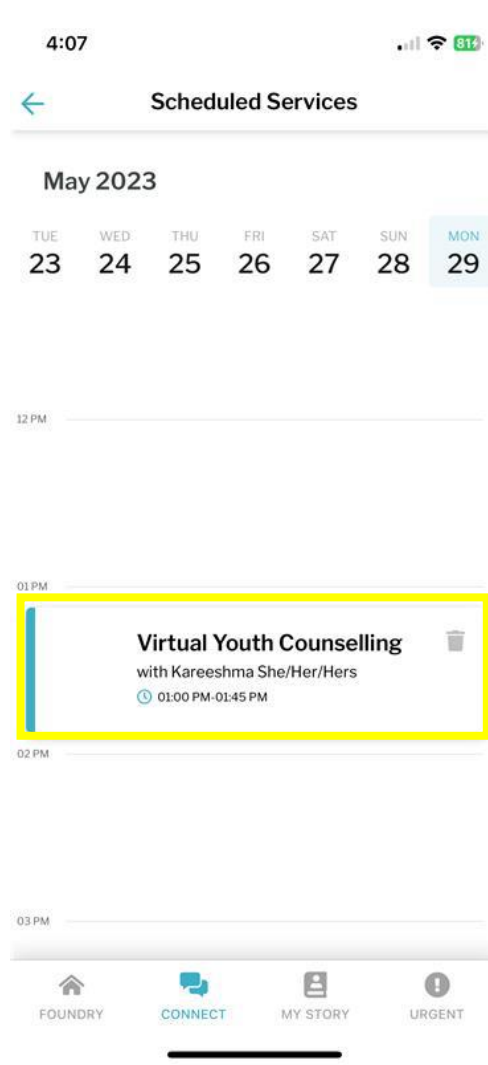 4:07
81
Scheduled Services
May 2023
TUE WED THU FRI SAT SUN MON
23 24 25 26 27 28 29
12 PM
01 PM
Virtual Youth Counselling
with Kareeshma She/Her/Hers
01:00 PM-01:45 PM
02 PM
03 PM
FOUNDRY CONNECT MY STORY URGENT